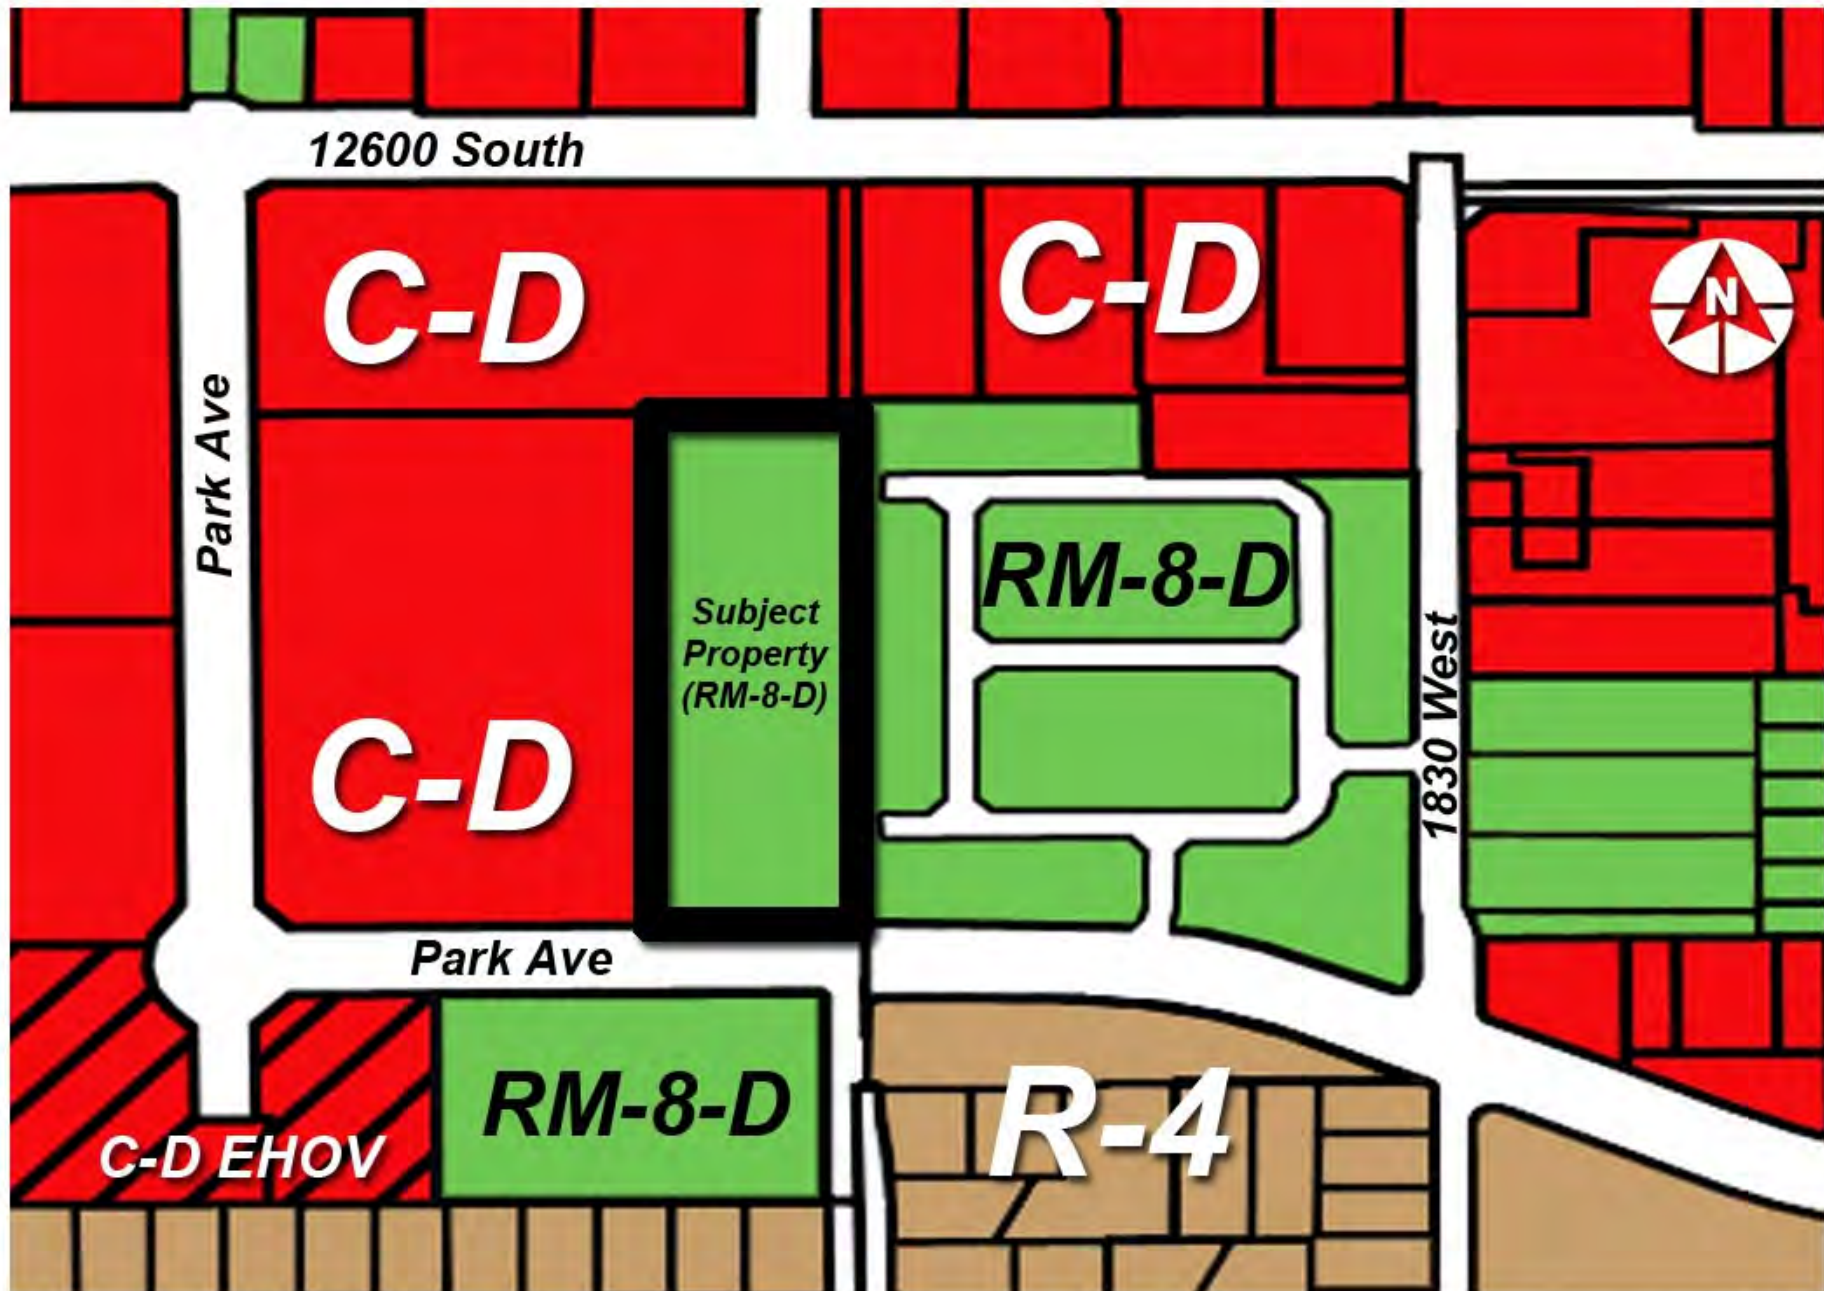 12600 South
C-D
C-D
N
Park Ave
RM-8-D
Subject
Property
(RM-8-D)
1830 West
C-D
Park Ave
RM-8-D
R-4
C-D EHOV